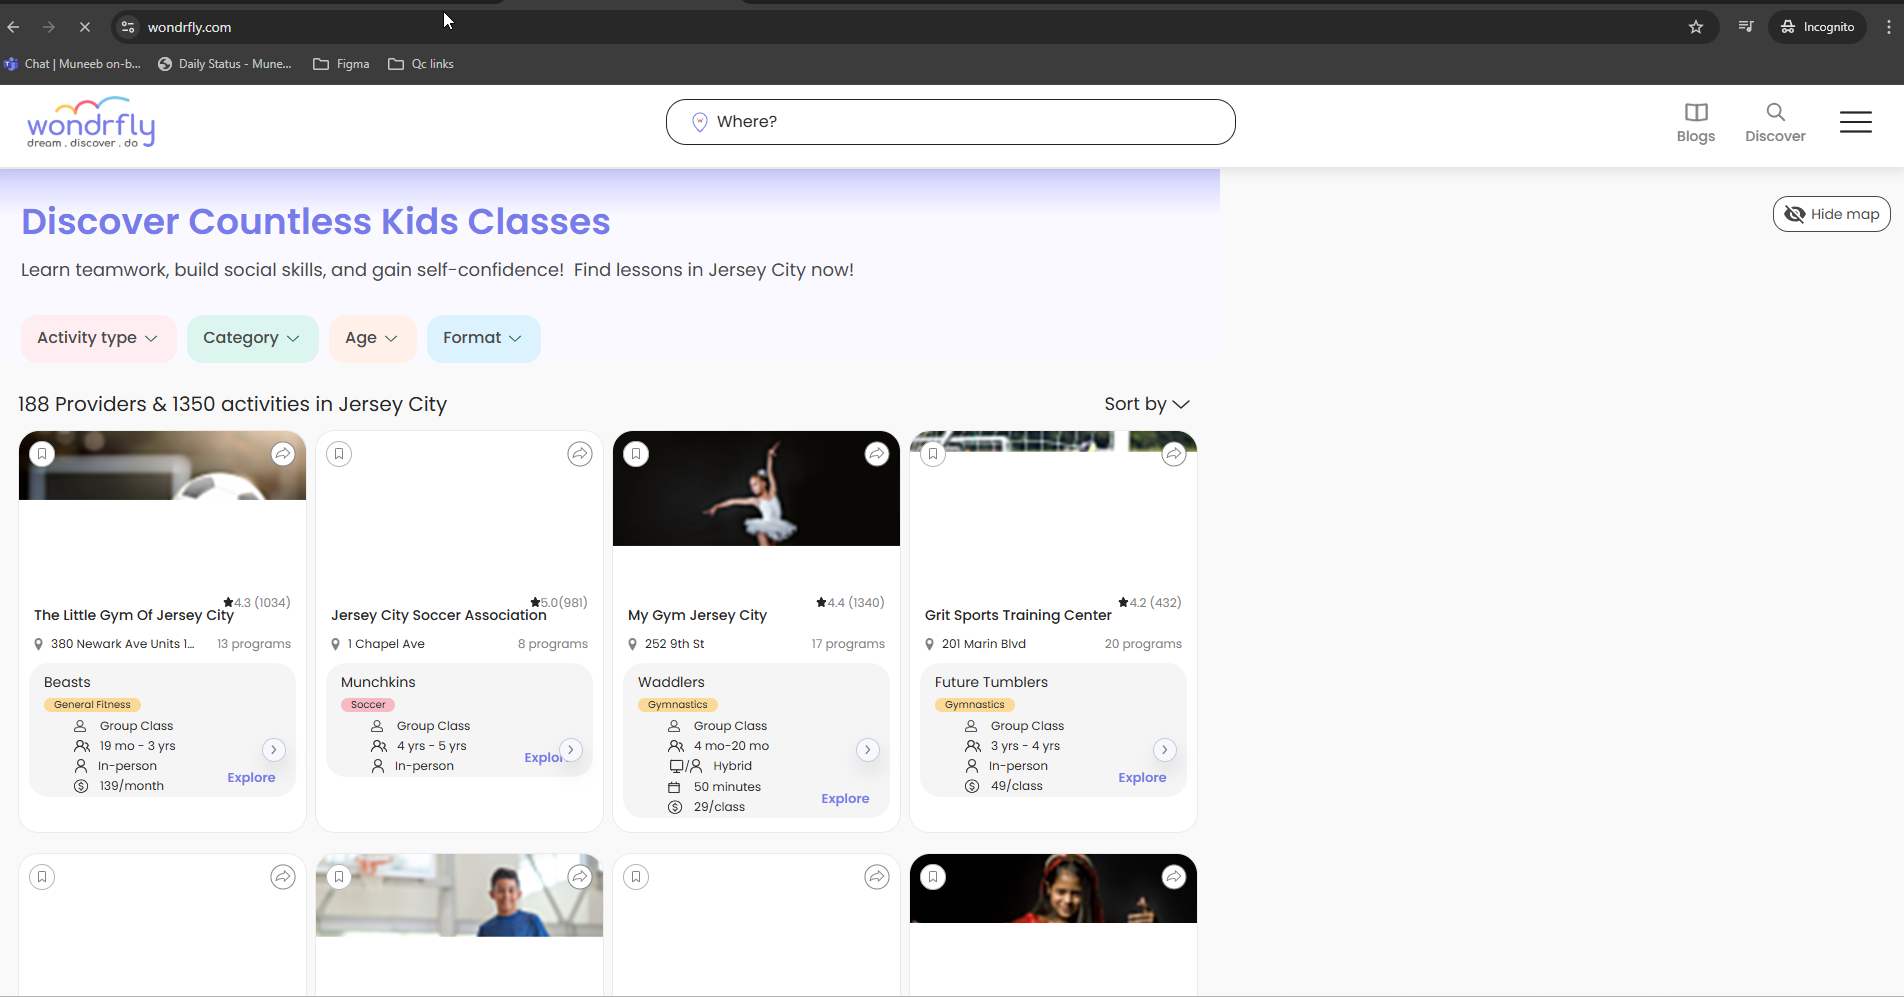 wondrfly.com
Incognito
Chat | Muneeb on-b...
Daily Status - Mune...
Figma
Qc links
wondrfly
dream . discover . do
Where?
Blogs
Discover
Discover Countless Kids Classes
Hide map
Learn teamwork, build social skills, and gain self-confidence! Find lessons in Jersey City now!
Activity type
Category
Age
Format
188 Providers & 1350 activities in Jersey City
Sort by
4.3 (1034)
The Little Gym Of Jersey City
380 Newark Ave Units 1...
13 programs
Beasts
General Fitness
Group Class
19 mo - 3 yrs
In-person
139/month
Explore
5.0(981)
Jersey City Soccer Association
1 Chapel Ave
8 programs
Munchkins
Soccer
Group Class
4 yrs - 5 yrs
In-person
Explor
4.4 (1340)
My Gym Jersey City
252 9th St
17 programs
Waddlers
Gymnastics
Group Class
4 mo-20 mo
Hybrid
50 minutes
29/class
Explore
4.2 (432)
Grit Sports Training Center
201 Marin Blvd
20 programs
Future Tumblers
Gymnastics
Group Class
3 yrs - 4 yrs
In-person
49/class
Explore